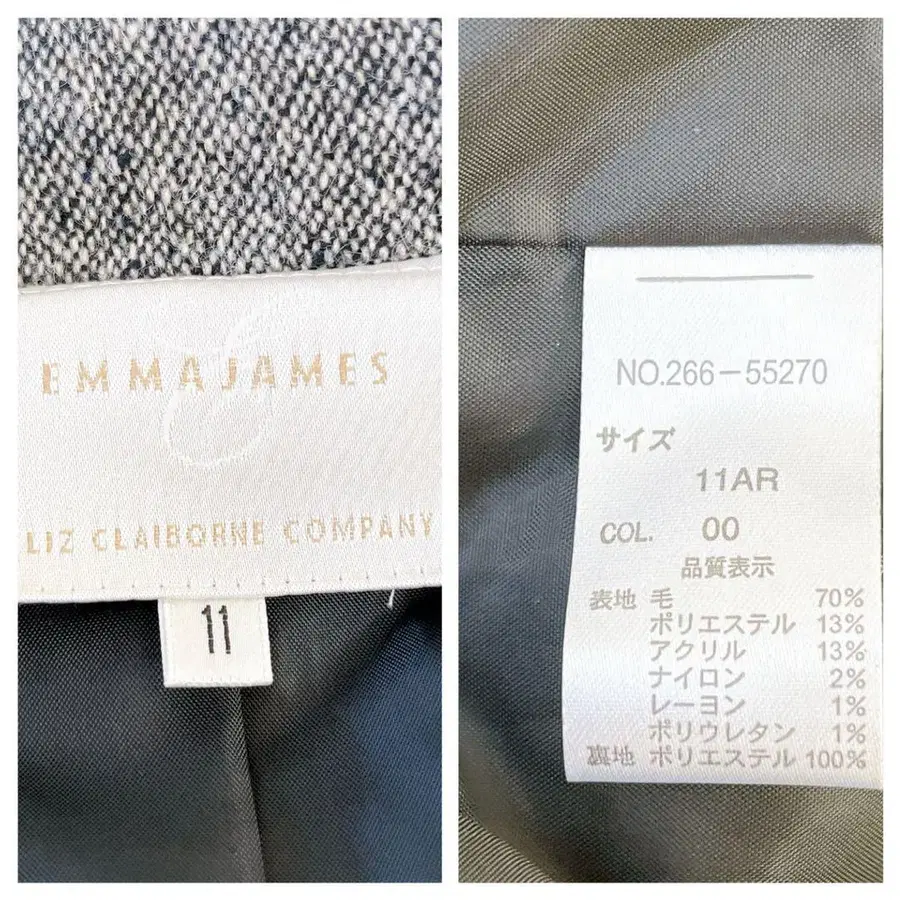 EMMAJAMES
LIZ CLAIBORNE COMPANY
11
NO.266-55270
サイズ
11AR
COL. 00
品質表示
表地 毛 70%
ポリエステル 13%
アクリル 13%
ナイロン 2%
レーヨン 1%
ポリウレタン 1%
裏地 ポリエステル 100%